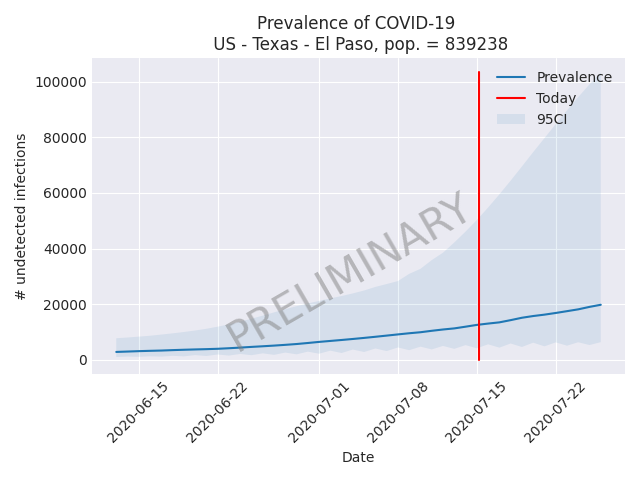 Prevalence of COVID-19
US - Texas - El Paso, pop. = 839238
# undetected infections
100000
80000
60000
40000
20000
0
Prevalence
Today
95CI
PRELIMINARY
2020-06-15
2020-06-22
2020-07-01
2020-07-08
2020-07-15
2020-07-22
Date